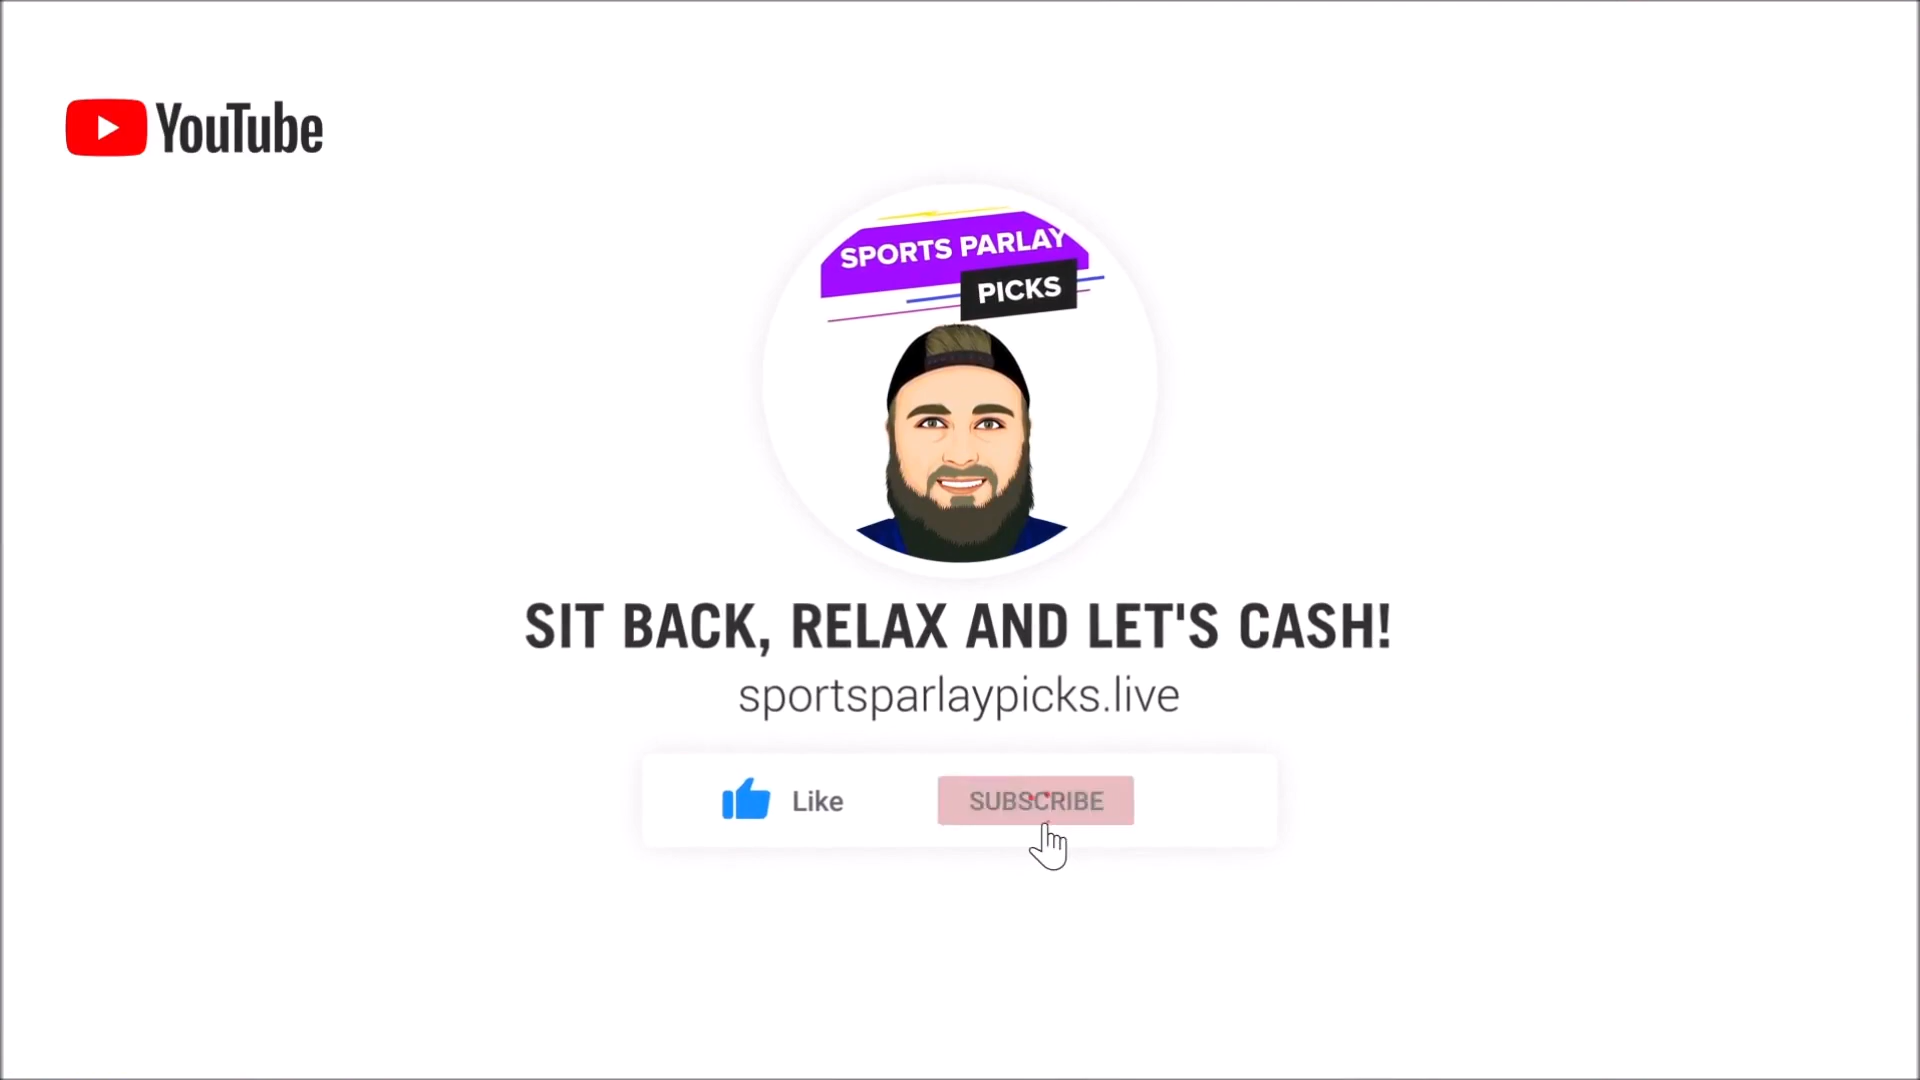 YouTube
SPORTS PARLAY
PICKS
SIT BACK, RELAX AND LET'S CASH!
sportsparlaypicks.live
Like
SUBSCRIBE